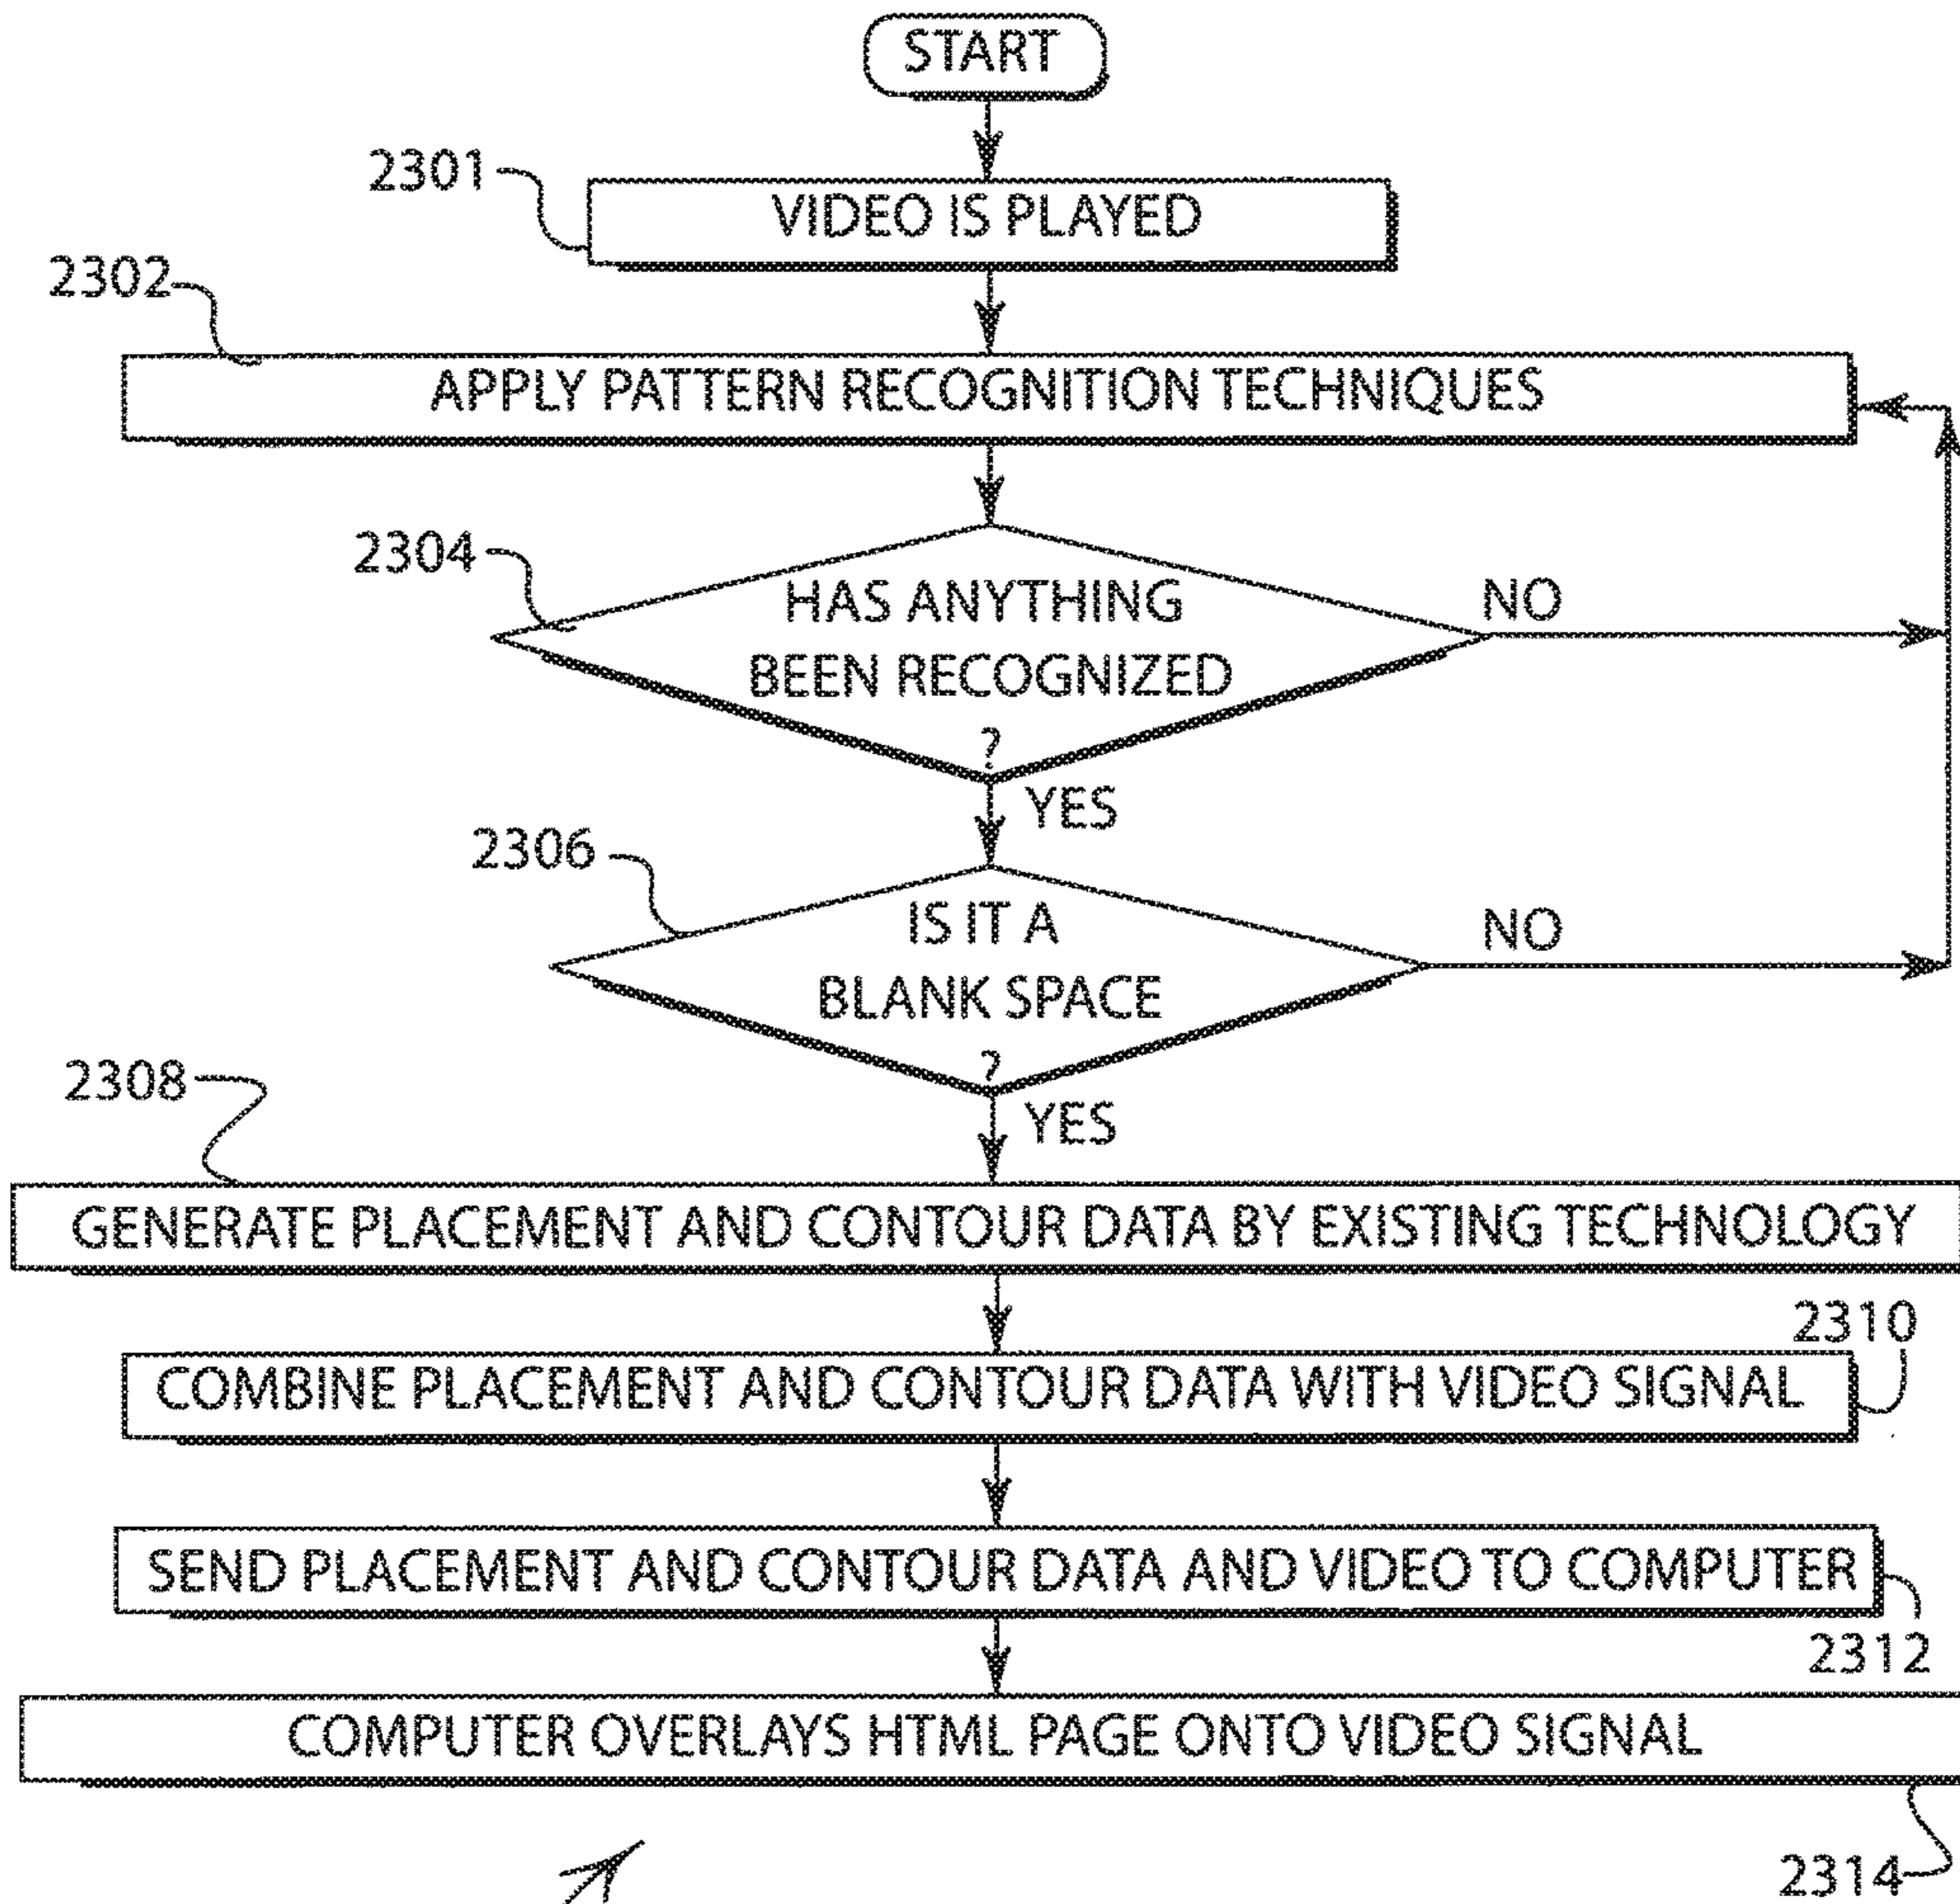 START
2301
VIDEO IS PLAYED
2302
APPLY PATTERN RECOGNITION TECHNIQUES
2304
HAS ANYTHING
BEEN RECOGNIZED
?
NO
YES
2306
IS IT A
BLANK SPACE
?
NO
YES
2308
GENERATE PLACEMENT AND CONTOUR DATA BY EXISTING TECHNOLOGY
2310
COMBINE PLACEMENT AND CONTOUR DATA WITH VIDEO SIGNAL
SEND PLACEMENT AND CONTOUR DATA AND VIDEO TO COMPUTER
2312
COMPUTER OVERLAYS HTML PAGE ONTO VIDEO SIGNAL
2314